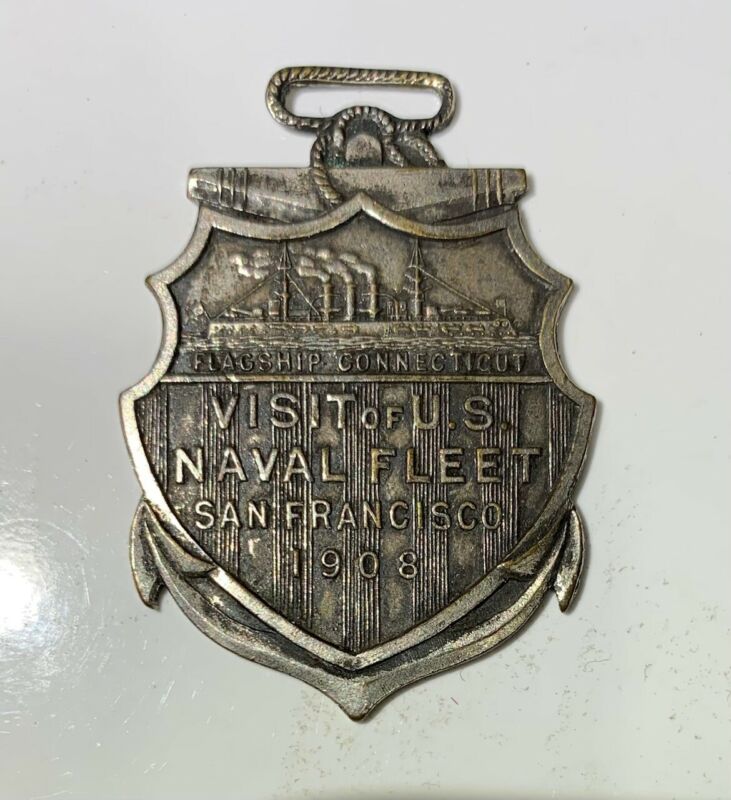 FLAGSHIP CONNECTICUT
VISIT OF U.S.
NAVAL FLEET
SAN FRANCISCO
1908